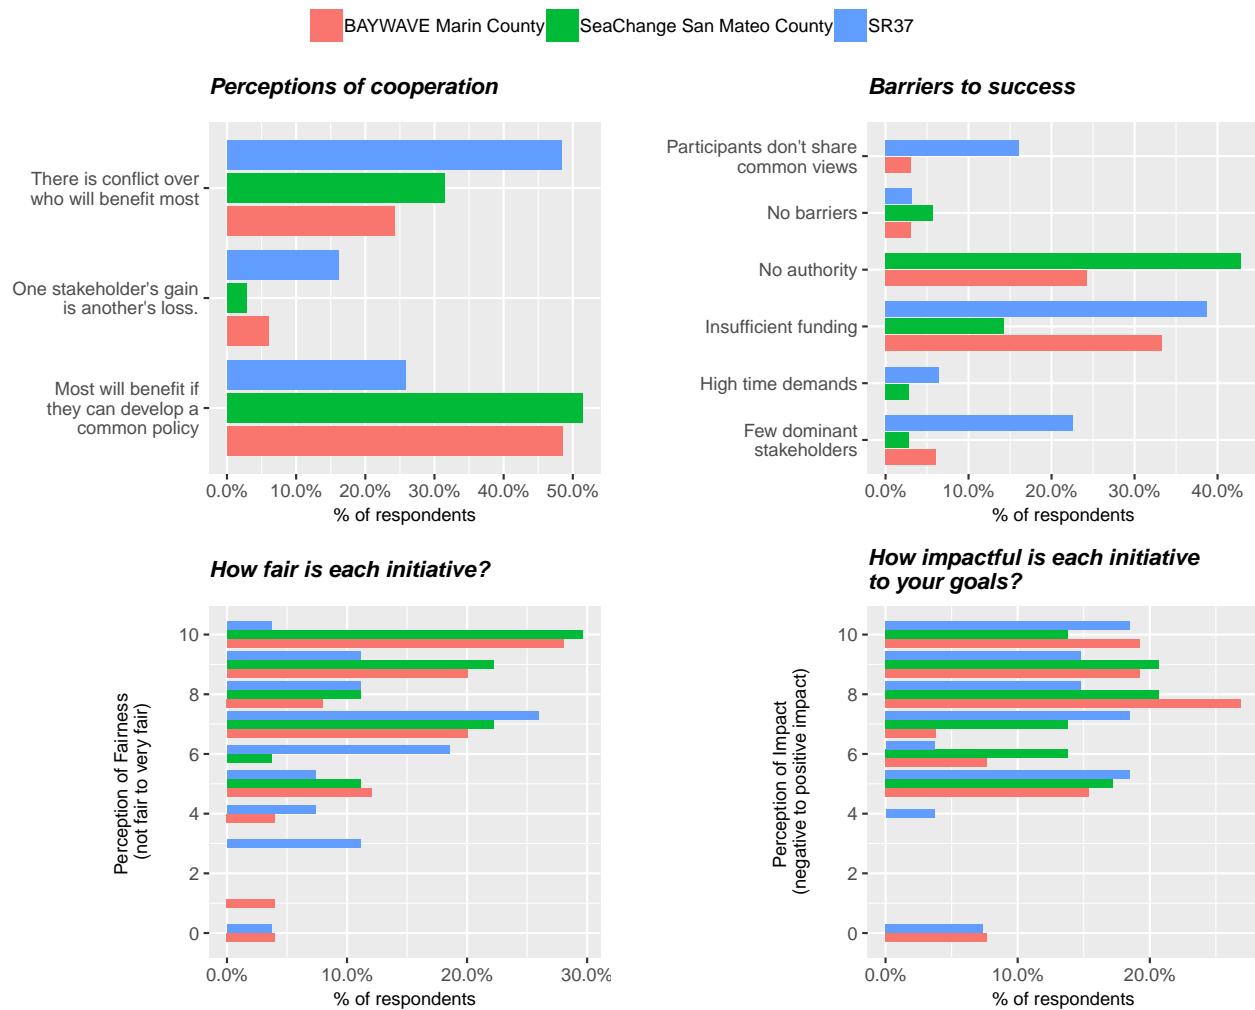 BAYWAVE Marin County SeaChange San Mateo County SR37
Perceptions of cooperation
There is conflict over
who will benefit most
One stakeholder's gain
is another's loss.
Most will benefit if
they can develop a
common policy
0.0% 10.0% 20.0% 30.0% 40.0% 50.0%
% of respondents
Barriers to success
Participants don't share
common views
No barriers
No authority
Insufficient funding
High time demands
Few dominant
stakeholders
0.0% 10.0% 20.0% 30.0% 40.0%
% of respondents
How fair is each initiative?
Perception of Fairness
(not fair to very fair)
10
8
6
4
2
0
0.0% 10.0% 20.0% 30.0%
% of respondents
How impactful is each initiative
to your goals?
Perception of Impact
(negative to positive impact)
10
8
6
4
2
0
0.0% 10.0% 20.0%
% of respondents